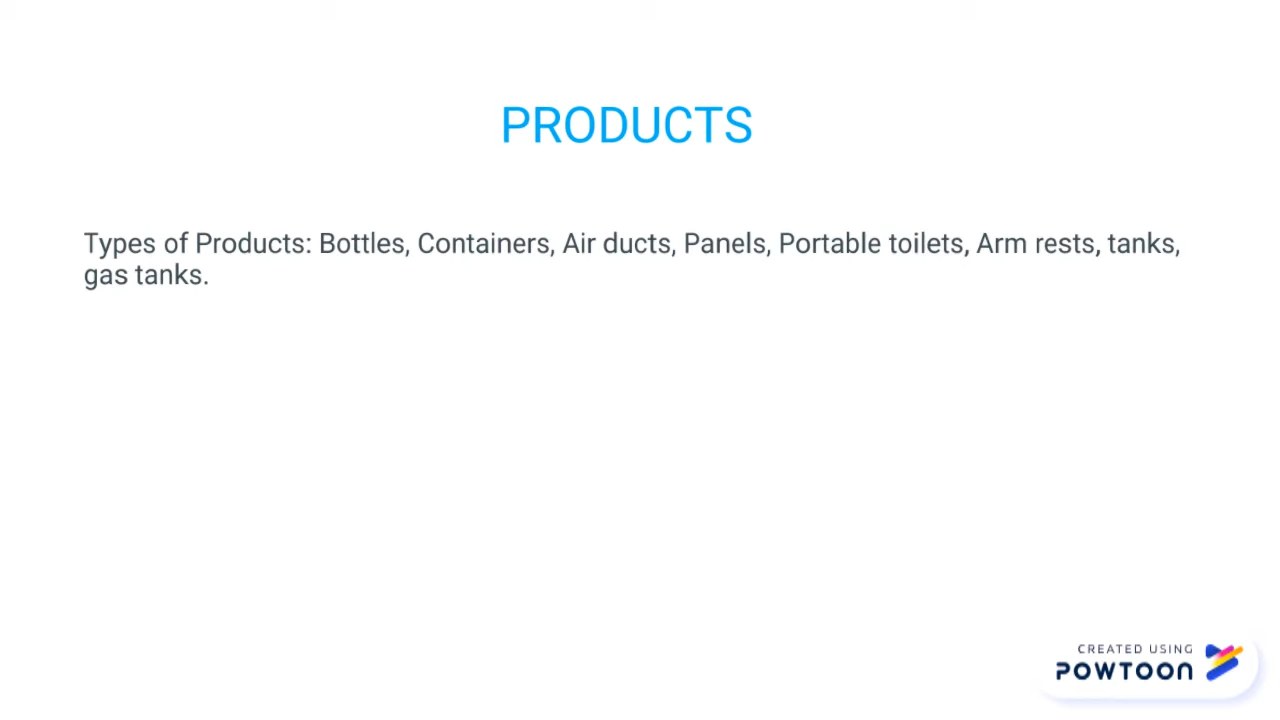 PRODUCTS
Types of Products: Bottles, Containers, Air ducts, Panels, Portable toilets, Arm rests, tanks,
gas tanks.
CREATED USING
POWTOON